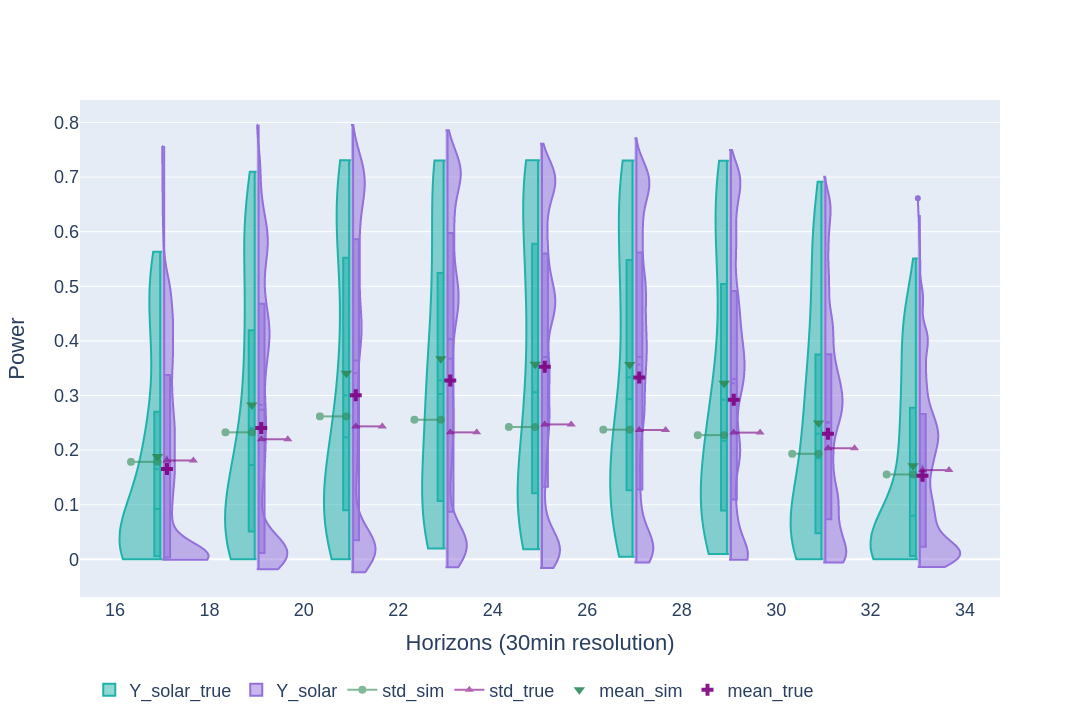 0.8
0.7
0.6
0.5
0.4
0.3
0.2
0.1
0
Power
16 18 20 22 24 26 28 30 32 34
Horizons (30min resolution)
Y_solar_true Y_solar std_sim std_true mean_sim mean_true